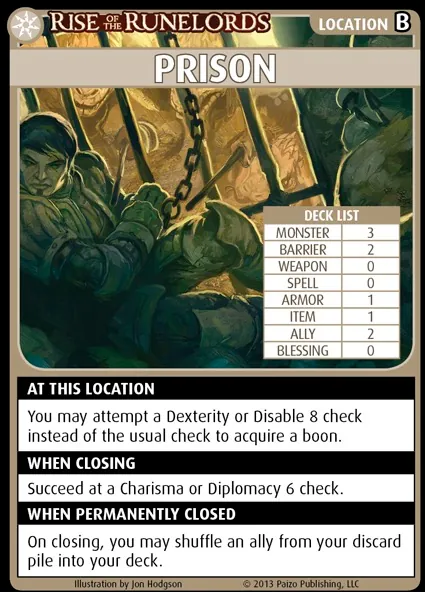 RISE OF THE RUNELORDS LOCATION B
PRISON
DECK LIST
MONSTER 3
BARRIER 2
WEAPON 0
SPELL 0
ARMOR 1
ITEM 1
ALLY 2
BLESSING 0
AT THIS LOCATION
You may attempt a Dexterity or Disable 8 check
instead of the usual check to acquire a boon.
WHEN CLOSING
Succeed at a Charisma or Diplomacy 6 check.
WHEN PERMANENTLY CLOSED
On closing, you may shuffle an ally from your discard
pile into your deck.
Illustration by Jon Hodgson © 2013 Paizo Publishing, LLC